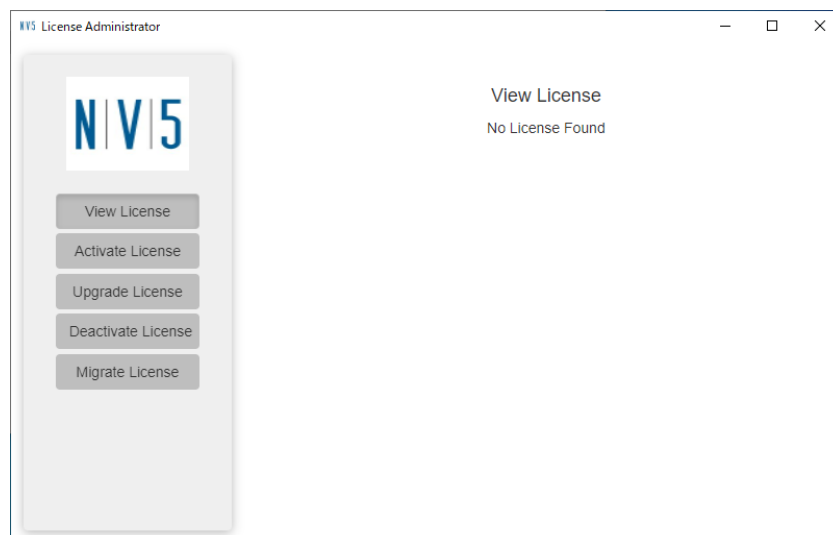 NV5 License Administrator
N|V|5
View License
Activate License
Upgrade License
Deactivate License
Migrate License
View License
No License Found